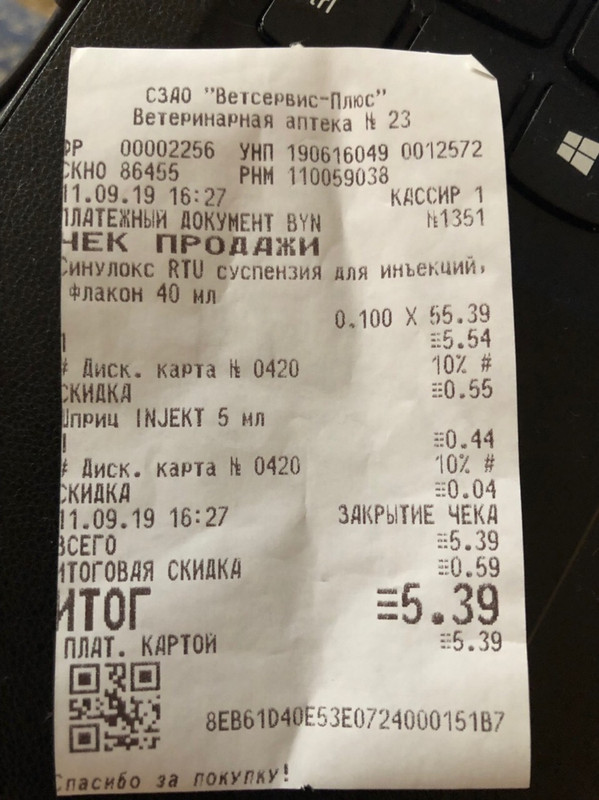 СЗАО "Ветсервис-Плюс"
Ветеринарная аптека № 23
ФР 00002256 УНП 190616049 0012572
СКНО 86455 РНМ 110059038
11.09.19 16:27 КАССИР 1
ПЛАТЕЖНЫЙ ДОКУМЕНТ BYN №1351
ЧЕК ПРОДАЖИ
Синулокс RTU суспензия для инъекций,
флакон 40 мл
0.100 X 55.39
≡5.54
# Диск. карта № 0420 10% #
СКИДКА ≡0.55
Шприц INJEKT 5 мл
≡0.44
# Диск. карта № 0420 10% #
СКИДКА ≡0.04
11.09.19 16:27 ЗАКРЫТИЕ ЧЕКА
ВСЕГО ≡5.39
ИТОГОВАЯ СКИДКА ≡0.59
ИТОГ ≡5.39
ПЛАТ. КАРТОЙ ≡5.39
8EB61D40E53E0724000151B7
Спасибо за покупку!
Ctrl